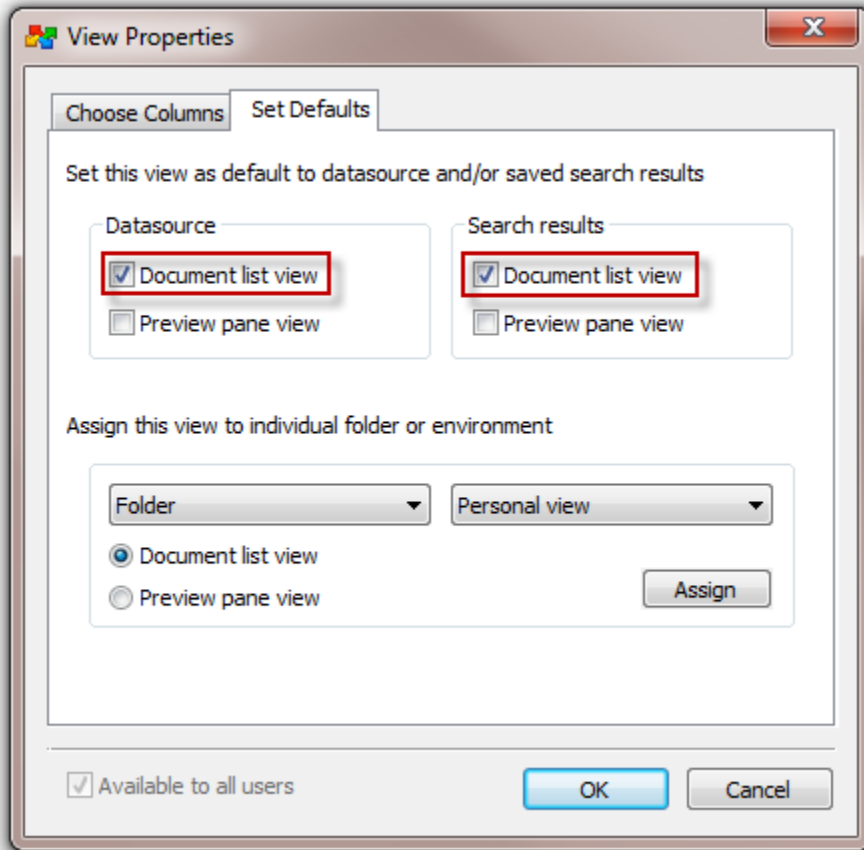 View Properties
Choose Columns
Set Defaults
Set this view as default to datasource and/or saved search results
Datasource
Document list view
Preview pane view
Search results
Document list view
Preview pane view
Assign this view to individual folder or environment
Folder
Personal view
Document list view
Preview pane view
Assign
Available to all users
OK
Cancel